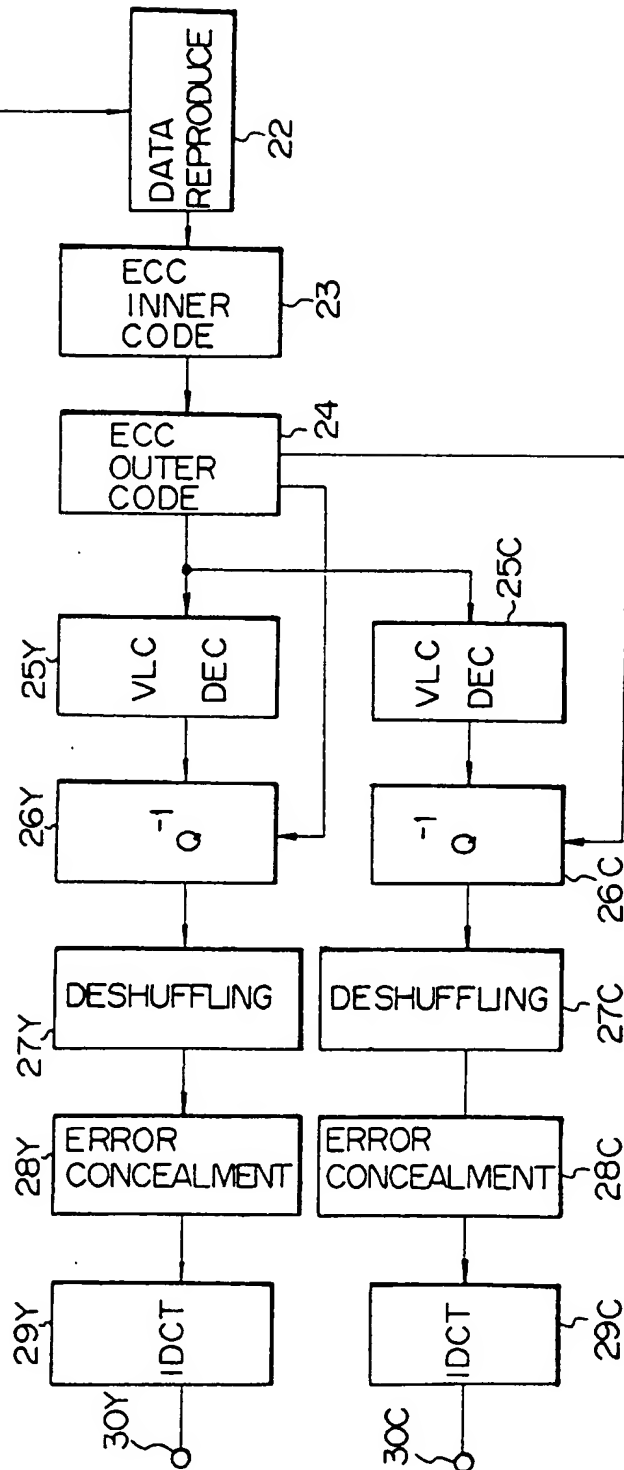 DATA
REPRODUCE
22
ECC
INNER
CODE
23
ECC
OUTER
CODE
24
25Y
VLC
DEC
25C
VLC
DEC
26Y
Q⁻¹
26C
Q⁻¹
27Y
DESHUFFLING
27C
DESHUFFLING
28Y
ERROR
CONCEALMENT
28C
ERROR
CONCEALMENT
29Y
IDCT
29C
IDCT
30Y
30C